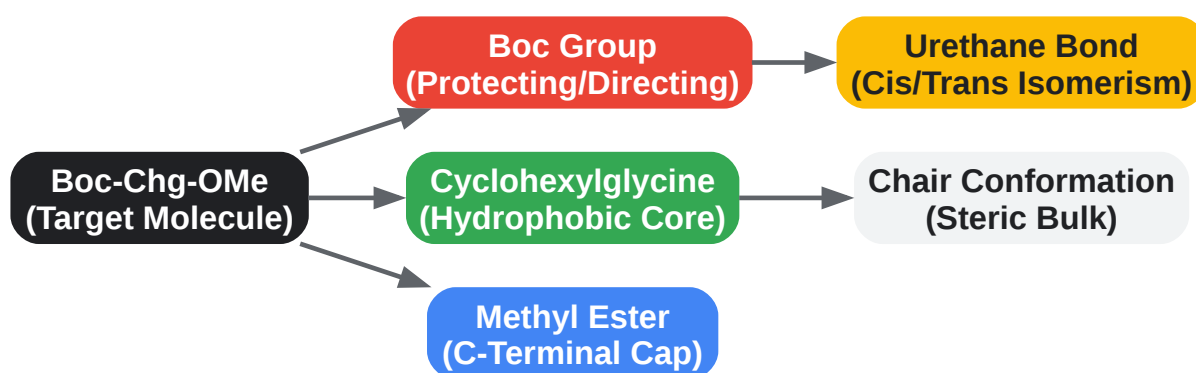 Boc-Chg-OMe
(Target Molecule)
Boc Group
(Protecting/Directing)
Urethane Bond
(Cis/Trans Isomerism)
Cyclohexylglycine
(Hydrophobic Core)
Chair Conformation
(Steric Bulk)
Methyl Ester
(C-Terminal Cap)